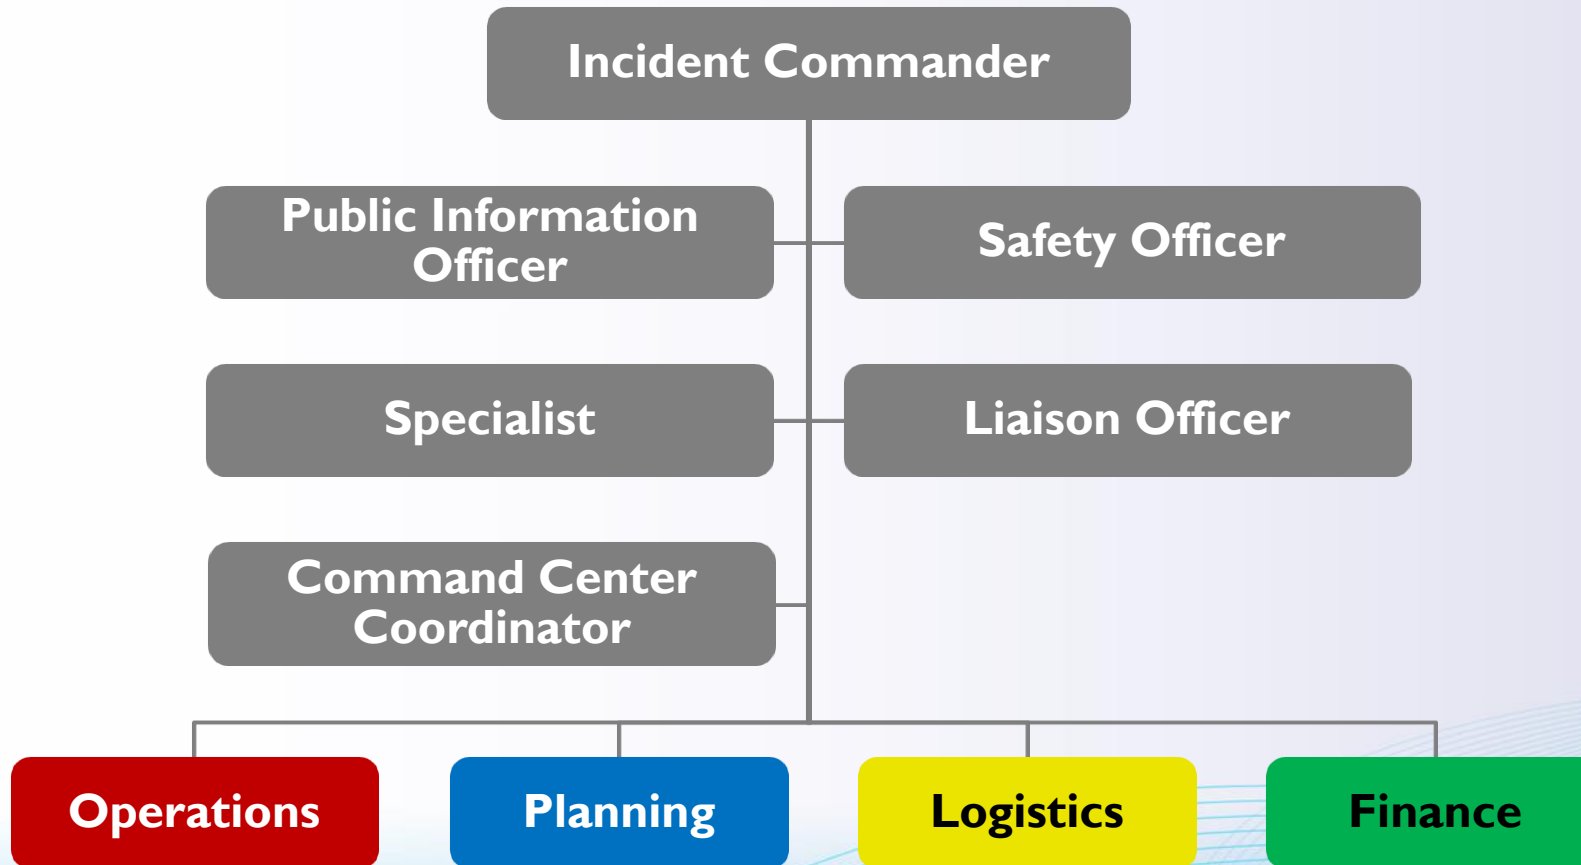 Incident Commander
Public Information
Officer
Safety Officer
Specialist
Liaison Officer
Command Center
Coordinator
Operations
Planning
Logistics
Finance